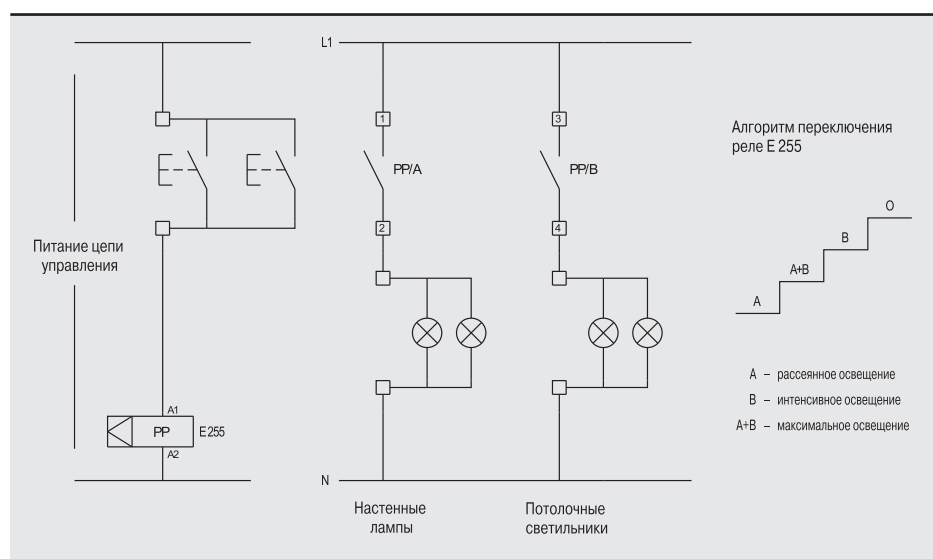 L1
1
3
PP/A
PP/B
2
4
Питание цепи
управления
A1
PP
E 255
A2
N
Настенные
лампы
Потолочные
светильники
Алгоритм переключения
реле E 255
O
B
A+B
A
A – рассеянное освещение
B – интенсивное освещение
A+B – максимальное освещение